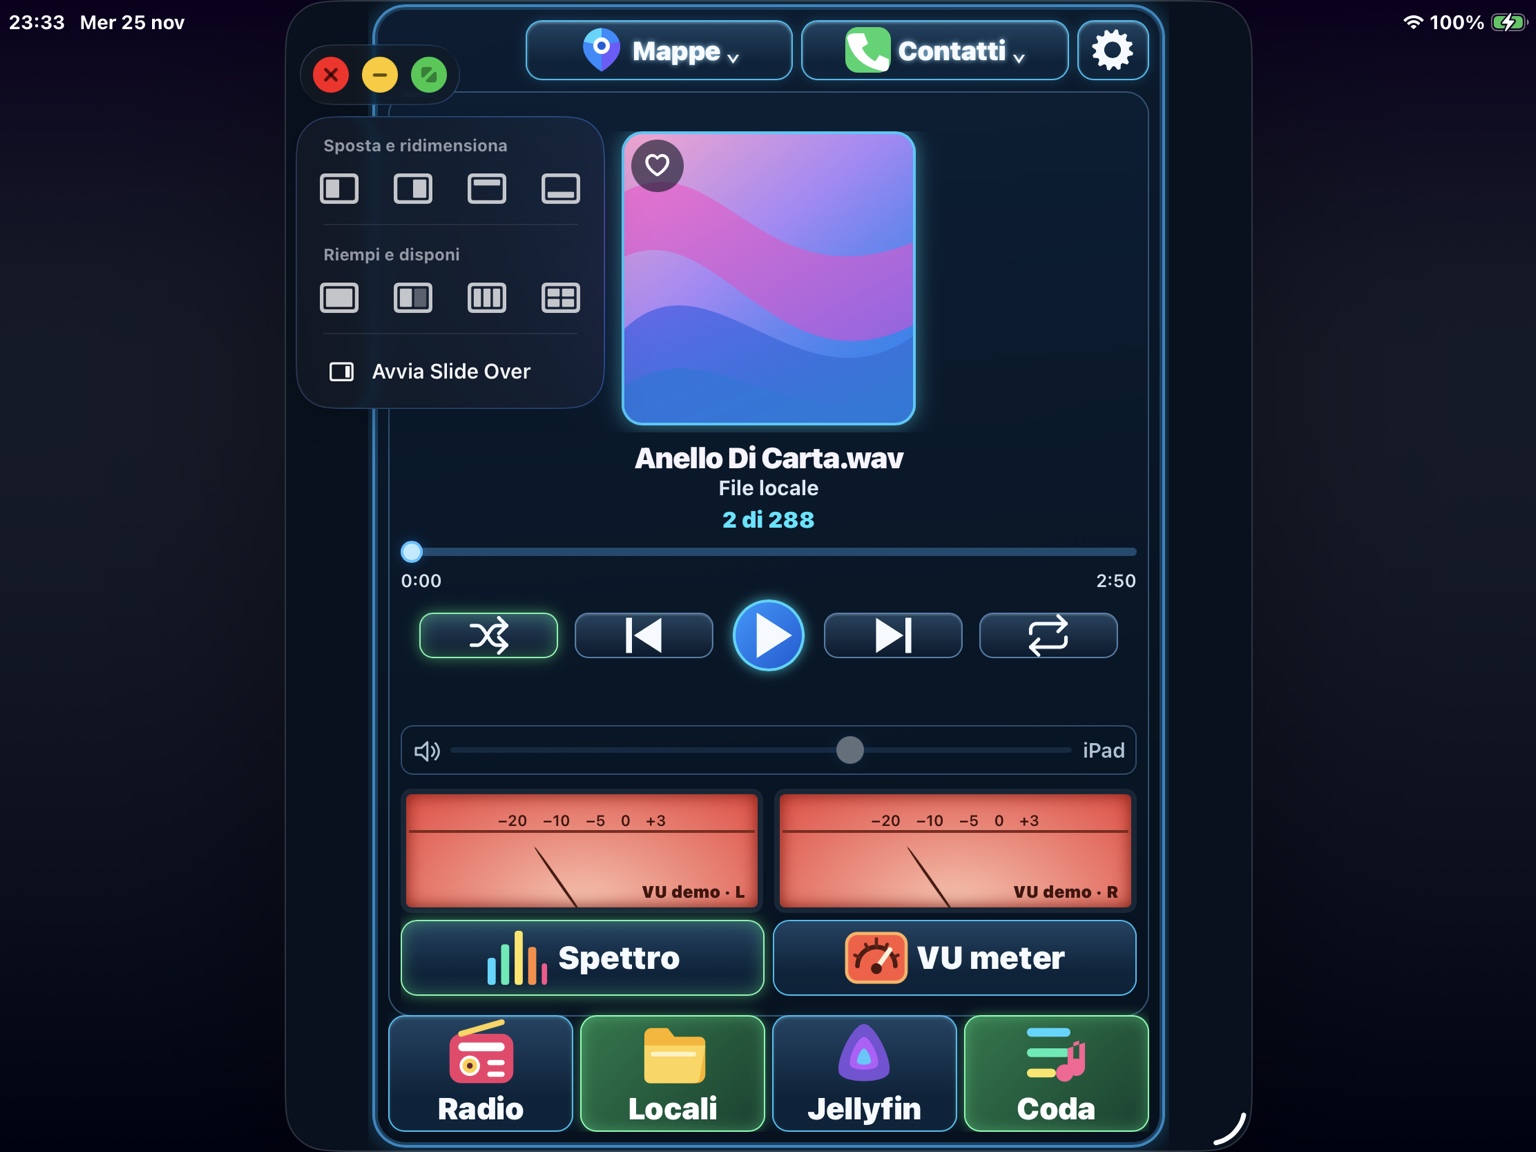 23:33 Mer 25 nov
100%
Mappe
Contatti
Sposta e ridimensiona
Riempi e disponi
Avvia Slide Over
Anello Di Carta.wav
File locale
2 di 288
0:00
2:50
iPad
−20 −10 −5 0 +3
VU demo · L
−20 −10 −5 0 +3
VU demo · R
Spettro
VU meter
Radio
Locali
Jellyfin
Coda